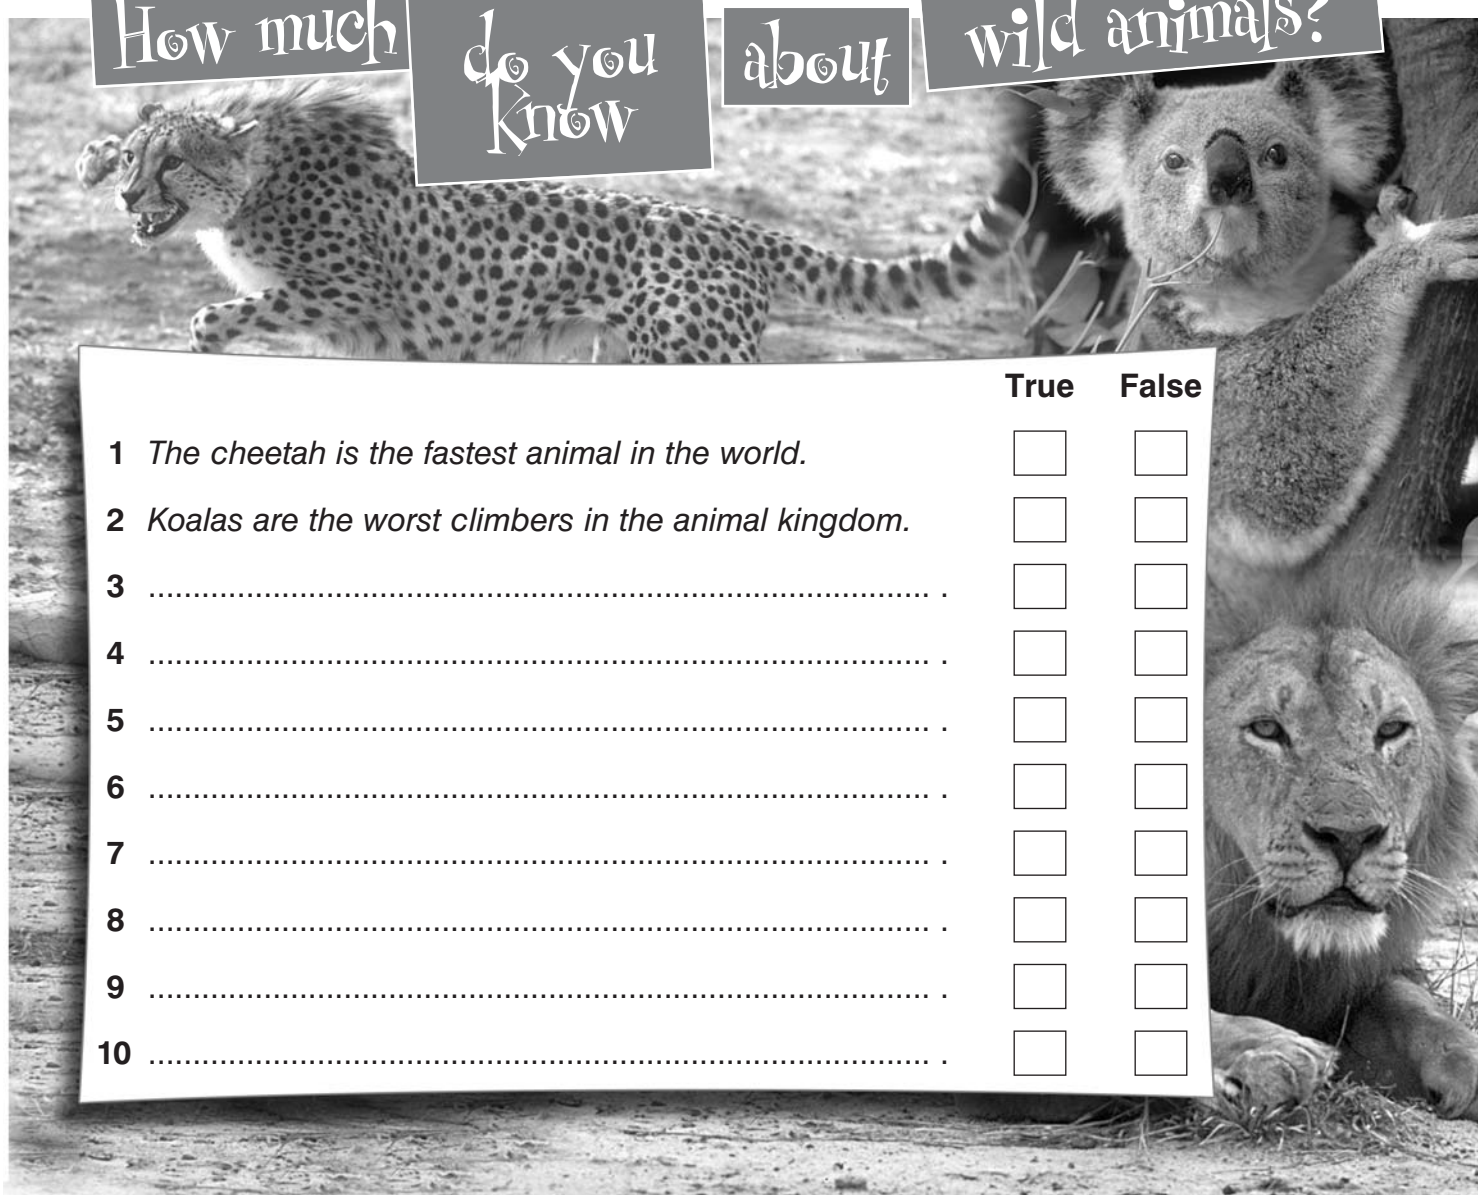 How much do you know about wild animals?
True False
1 The cheetah is the fastest animal in the world.
2 Koalas are the worst climbers in the animal kingdom.
3 .......................................................................................... .
4 .......................................................................................... .
5 .......................................................................................... .
6 .......................................................................................... .
7 .......................................................................................... .
8 .......................................................................................... .
9 .......................................................................................... .
10 .......................................................................................... .